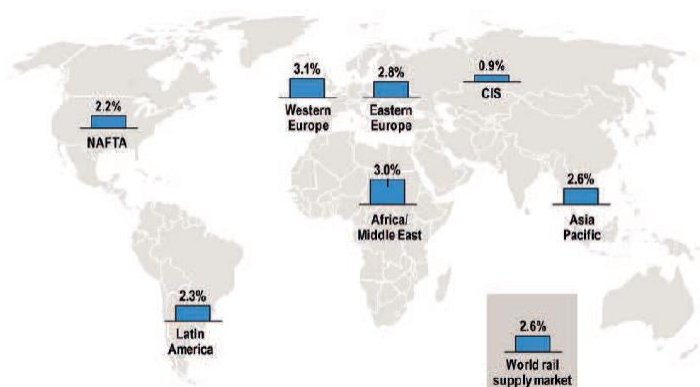 3.1%
Western
Europe
2.8%
Eastern
Europe
0.9%
CIS
2.2%
NAFTA
3.0%
Africa/
Middle East
2.6%
Asia
Pacific
2.3%
Latin
America
2.6%
World rail
supply market